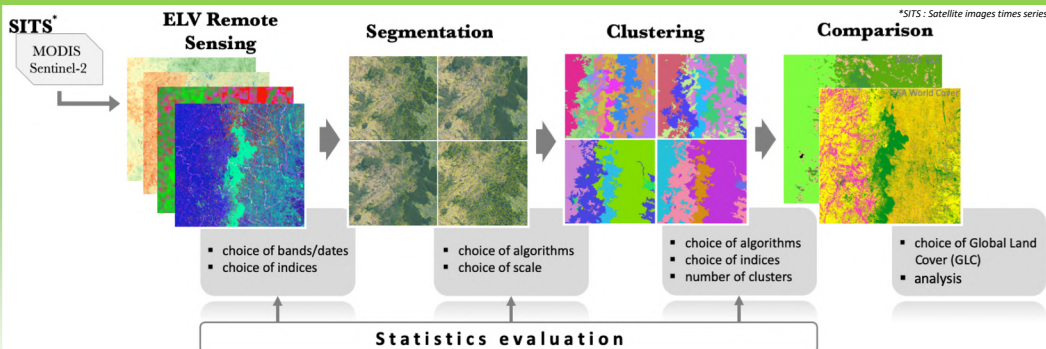 *SITS : Satellite images times series
SITS*
MODIS
Sentinel-2
ELV Remote
Sensing
Segmentation
Clustering
Comparison
World Cover
▪ choice of bands/dates
▪ choice of indices
▪ choice of algorithms
▪ choice of scale
▪ choice of algorithms
▪ choice of indices
▪ number of clusters
▪ choice of Global Land
Cover (GLC)
▪ analysis
Statistics evaluation